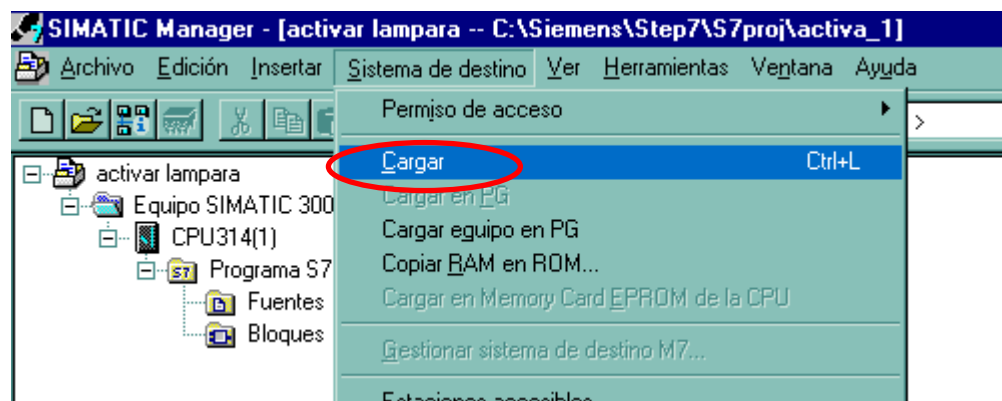 SIMATIC Manager - [activar lampara -- C:\Siemens\Step7\S7proj\activa_1]
Archivo Edición Insertar Sistema de destino Ver Herramientas Ventana Ayuda
Permiso de acceso
>
Cargar Ctrl+L
activar lampara
Cargar en PG
Equipo SIMATIC 300
Cargar equipo en PG
CPU314(1)
Copiar RAM en ROM...
S7 Programa S7
Cargar en Memory Card EPROM de la CPU
Fuentes
Bloques
Gestionar sistema de destino M7...
Estaciones accesibles